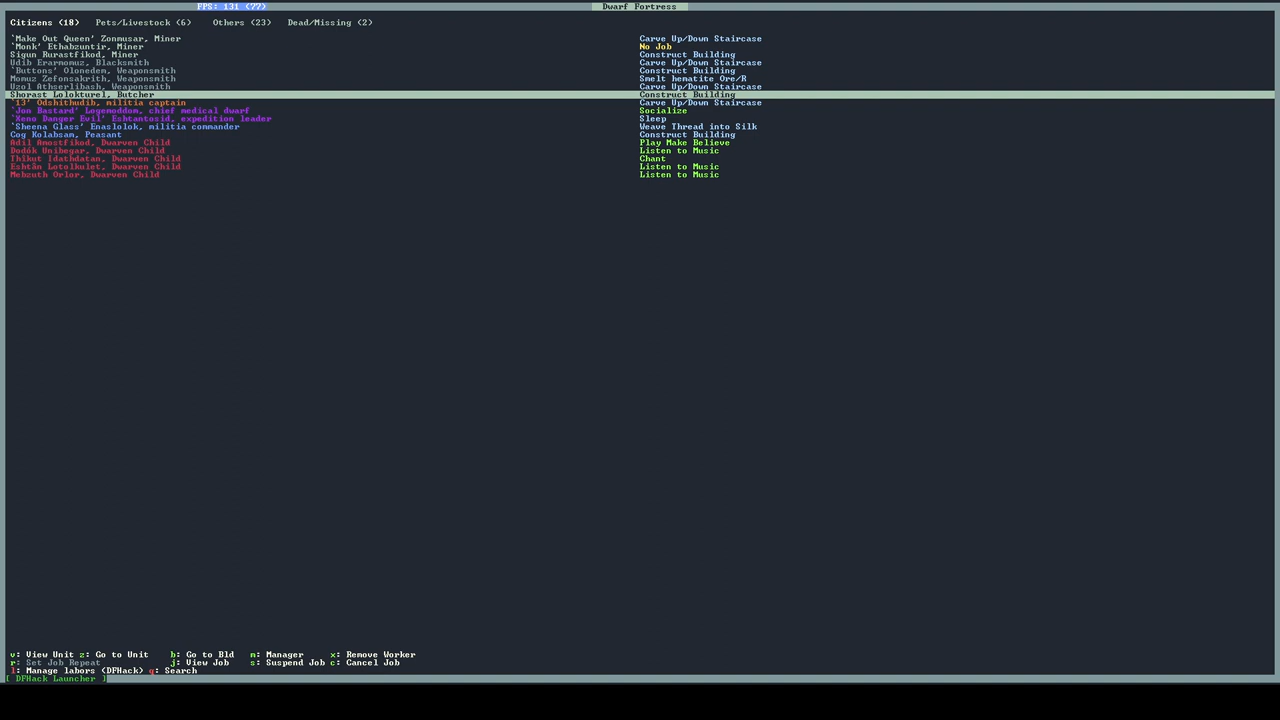 FPS: 131 (77) Dwarf Fortress
Citizens (18) Pets/Livestock (6) Others (23) Dead/Missing (2)
`Make Out Queen' Zonmusar, Miner Carve Up/Down Staircase
`Monk' Ethabzuntir, Miner No Job
Sigun Rurastfikod, Miner Construct Building
Udib Erarmomuz, Blacksmith Carve Up/Down Staircase
`Buttons' Olonedem, Weaponsmith Construct Building
Momuz Zefonsakrith, Weaponsmith Smelt hematite Ore/R
Uzol Athserlibash, Weaponsmith Carve Up/Down Staircase
Shorast Lolokturel, Butcher Construct Building
`13' Odshithudib, militia captain Carve Up/Down Staircase
`Jon Bastard' Logemoddom, chief medical dwarf Socialize
`Xeno Danger Evil' Eshtantosid, expedition leader Sleep
`Sheena Glass' Enaslolok, militia commander Weave Thread into Silk
Cog Kolabsam, Peasant Construct Building
Adil Amostfikod, Dwarven Child Play Make Believe
Dodók Unibegar, Dwarven Child Listen to Music
Thîkut Idathdatan, Dwarven Child Chant
Eshtân Lotolkulet, Dwarven Child Listen to Music
Mebzuth Orlor, Dwarven Child Listen to Music
v: View Unit z: Go to Unit b: Go to Bld m: Manager x: Remove Worker
r: Set Job Repeat j: View Job s: Suspend Job c: Cancel Job
l: Manage labors (DFHack) q: Search
[ DFHack Launcher ]